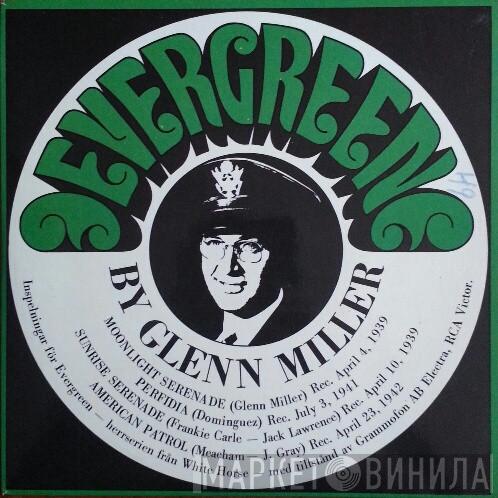 EVERGREENS
BY GLENN MILLER
MOONLIGHT SERENADE (Glenn Miller) Rec. April 4, 1939
PERFIDIA (Dominguez) Rec. July 3, 1941
SUNRISE SERENADE (Frankie Carle – Jack Lawrence) Rec. April 10, 1939
AMERICAN PATROL (Meacham – J. Gray) Rec. April 23, 1942
Inspelningar för Evergreen – herrserien från White Horse – med tillstånd av Grammofon AB Electra, RCA Victor.
64
МАРКЕТ ВИНИЛА